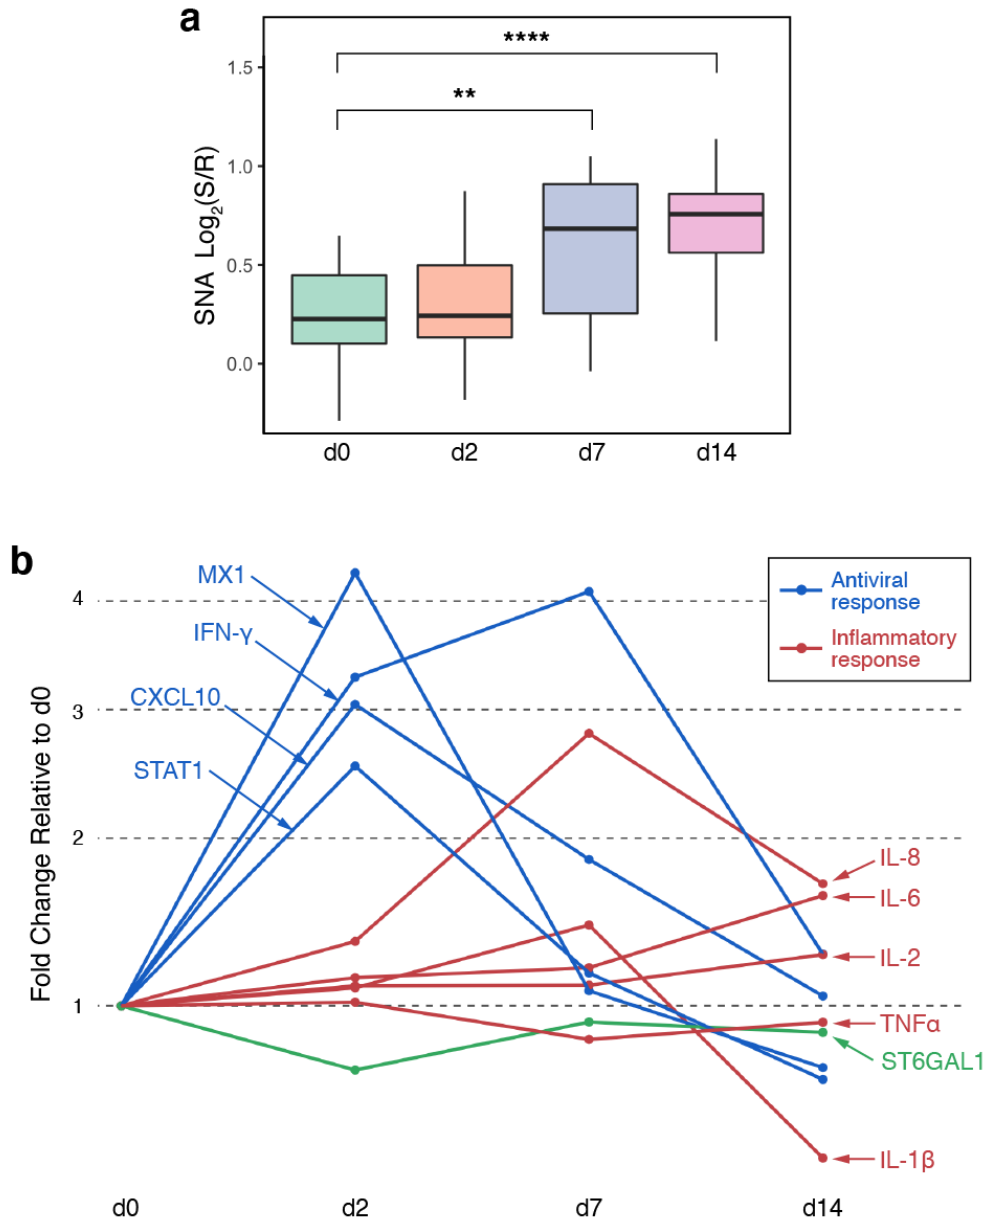 a
****
**
1.5
1.0
0.5
0.0
SNA Log₂(S/R)
d0 d2 d7 d14
b
MX1
IFN-γ
CXCL10
STAT1
Antiviral
response
Inflammatory
response
4
3
2
1
Fold Change Relative to d0
IL-8
IL-6
IL-2
TNFα
ST6GAL1
IL-1β
d0 d2 d7 d14